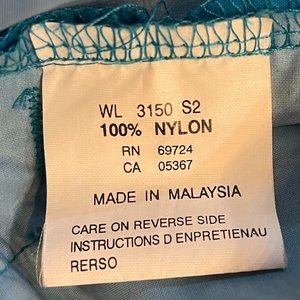 WL 3150 S2
100% NYLON
RN 69724
CA 05367
MADE IN MALAYSIA
CARE ON REVERSE SIDE
INSTRUCTIONS D ENPRETIENAU
RERSO